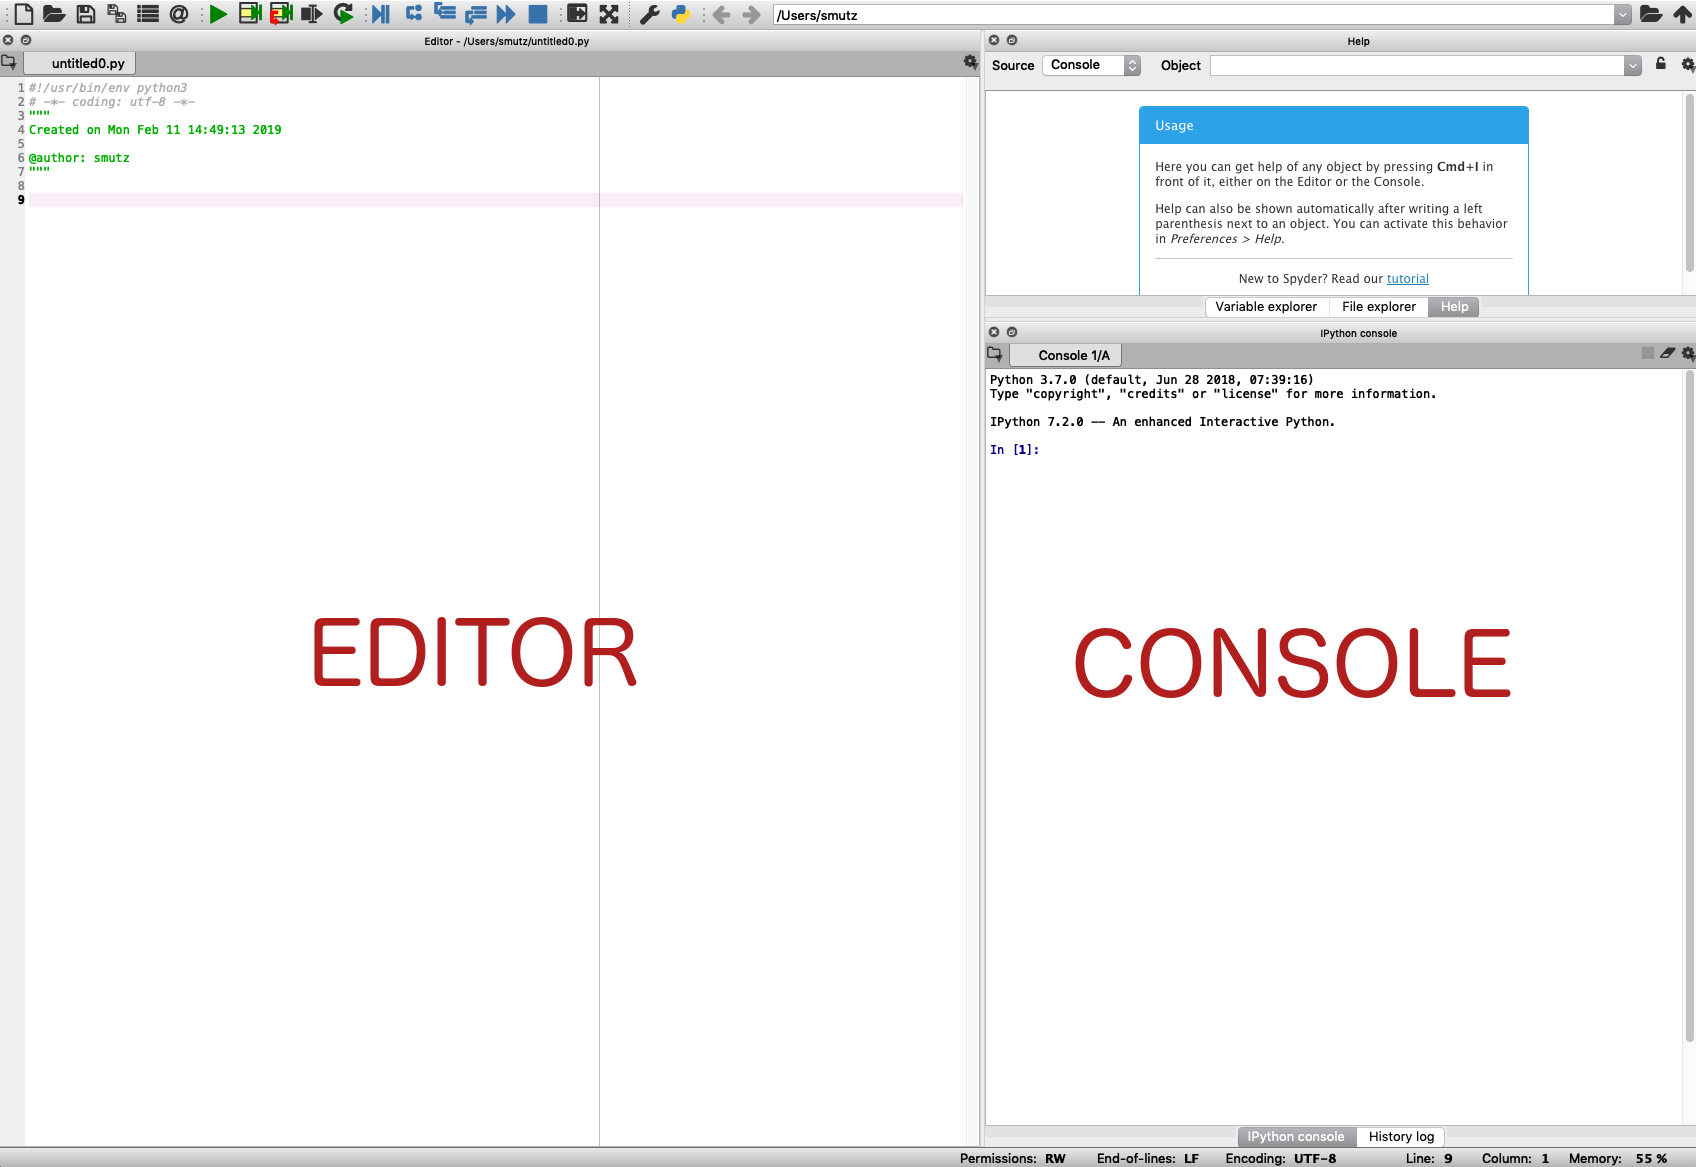 /Users/smutz
Editor - /Users/smutz/untitled0.py
untitled0.py
1 #!/usr/bin/env python3
2 # -*- coding: utf-8 -*-
3 """
4 Created on Mon Feb 11 14:49:13 2019
5
6 @author: smutz
7 """
8
9
EDITOR
Help
Source Console Object
Usage
Here you can get help of any object by pressing Cmd+I in
front of it, either on the Editor or the Console.
Help can also be shown automatically after writing a left
parenthesis next to an object. You can activate this behavior
in Preferences > Help.
New to Spyder? Read our tutorial
Variable explorer File explorer Help
IPython console
Console 1/A
Python 3.7.0 (default, Jun 28 2018, 07:39:16)
Type "copyright", "credits" or "license" for more information.
IPython 7.2.0 -- An enhanced Interactive Python.
In [1]:
CONSOLE
IPython console History log
Permissions: RW End-of-lines: LF Encoding: UTF-8 Line: 9 Column: 1 Memory: 55 %